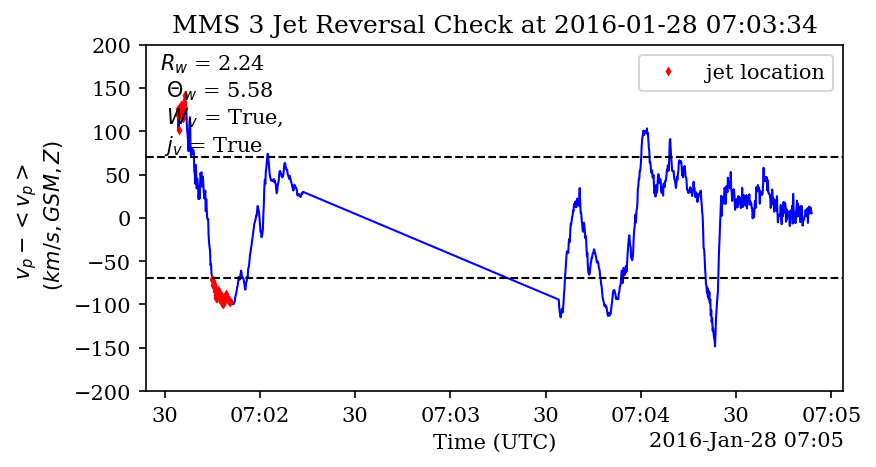 MMS 3 Jet Reversal Check at 2016-01-28 07:03:34
200
150
100
50
0
−50
−100
−150
−200
v_p − < v_p >
(km/s, GSM, Z)
R_w = 2.24
Θ_w = 5.58
W_v = True,
j_v = True
jet location
30 07:02 30 07:03 30 07:04 30 07:05
Time (UTC)
2016-Jan-28 07:05